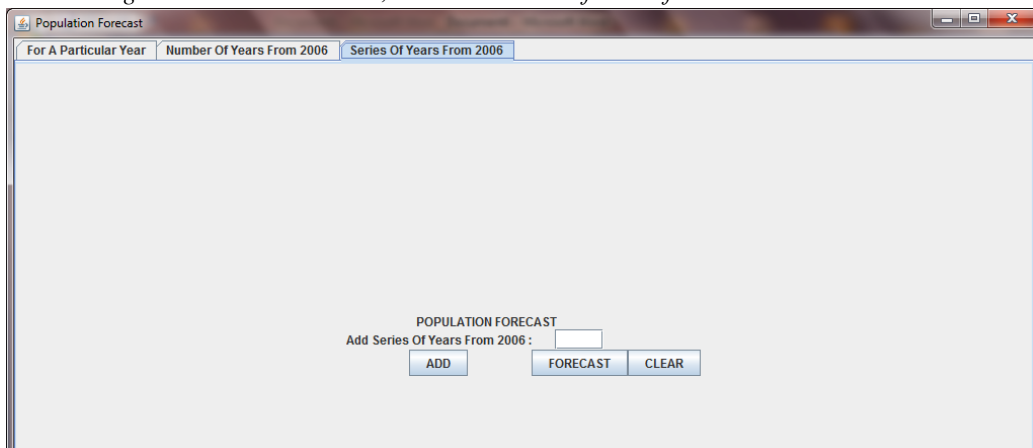 Population Forecast
For A Particular Year Number Of Years From 2006 Series Of Years From 2006
POPULATION FORECAST
Add Series Of Years From 2006 :
ADD FORECAST CLEAR